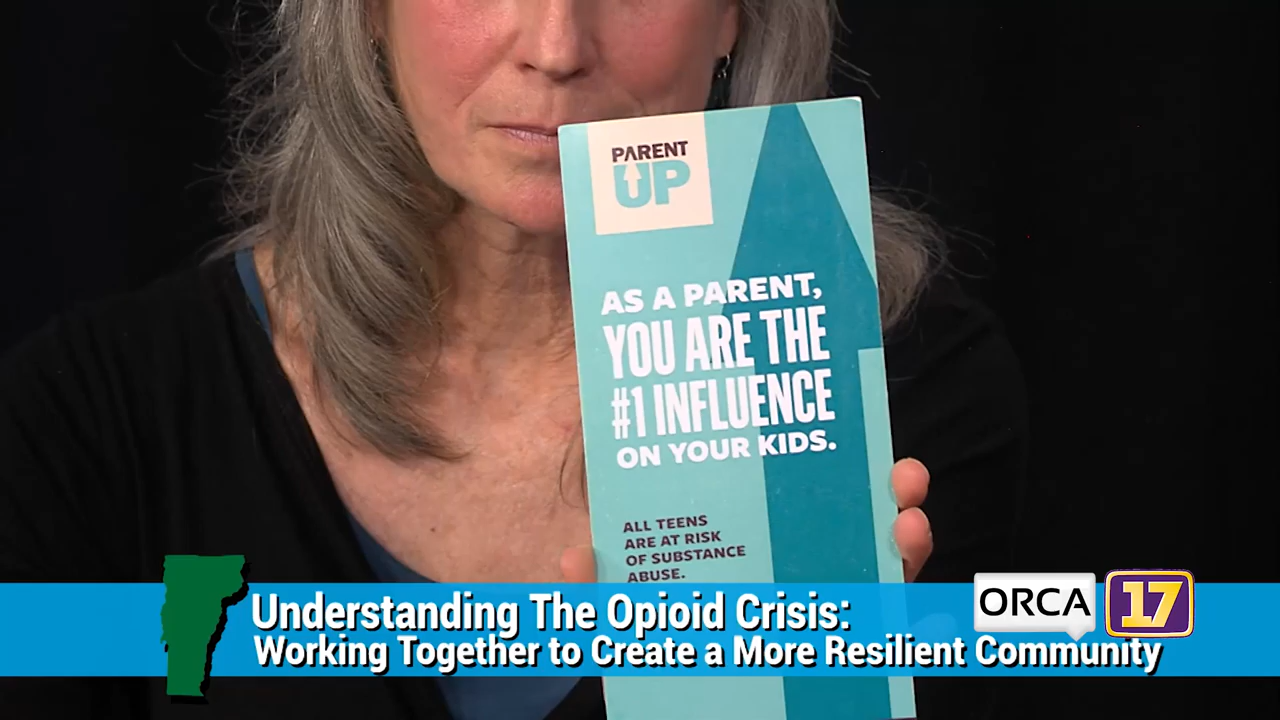 PARENT
UP
AS A PARENT,
YOU ARE THE
#1 INFLUENCE
ON YOUR KIDS.
ALL TEENS
ARE AT RISK
OF SUBSTANCE
ABUSE.
Understanding The Opioid Crisis:
Working Together to Create a More Resilient Community
ORCA 17